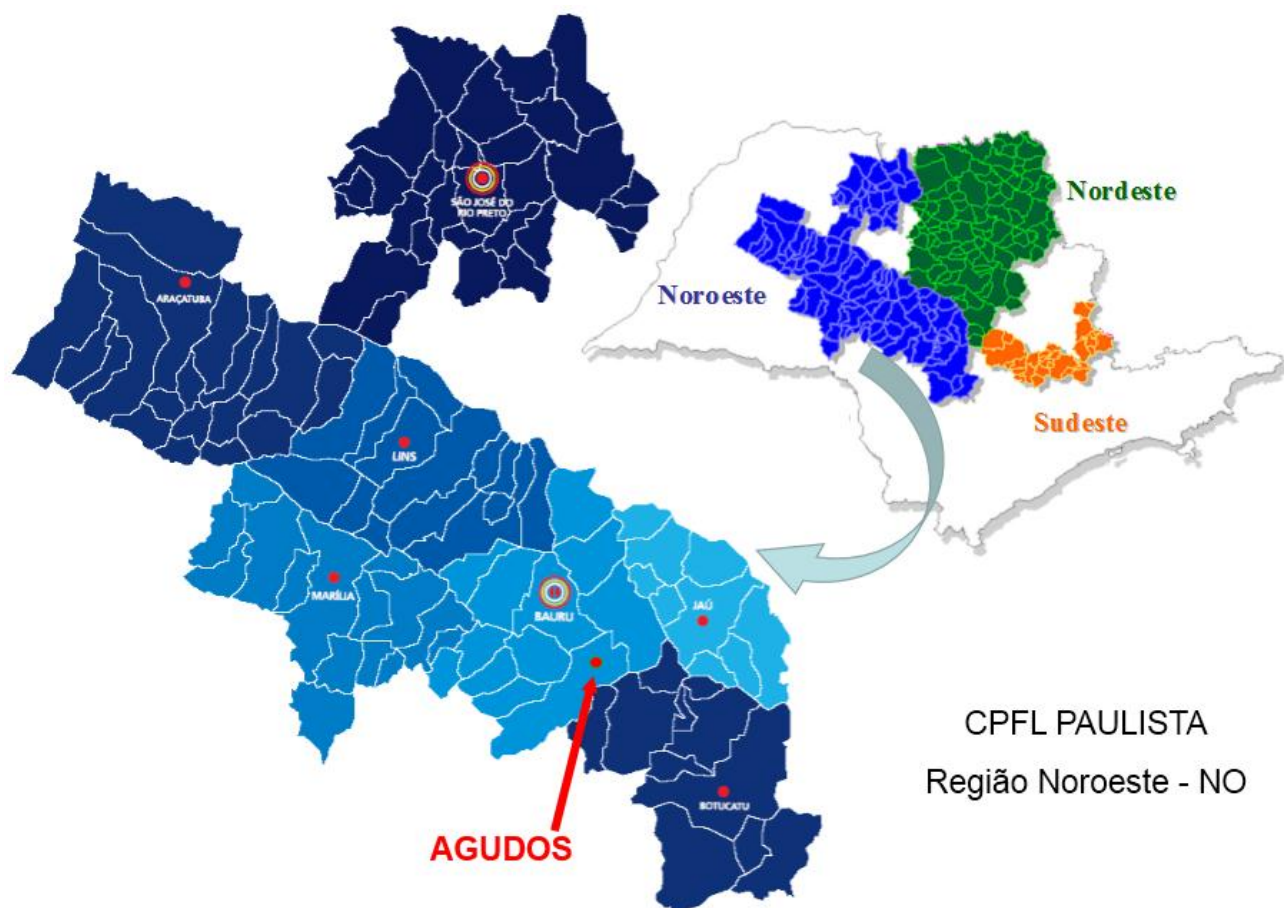 SÃO JOSÉ DO
RIO PRETO
Nordeste
ARAÇATUBA
Noroeste
Sudeste
LINS
MARÍLIA
BAURU
JAÚ
CPFL PAULISTA
Região Noroeste - NO
BOTUCATU
AGUDOS